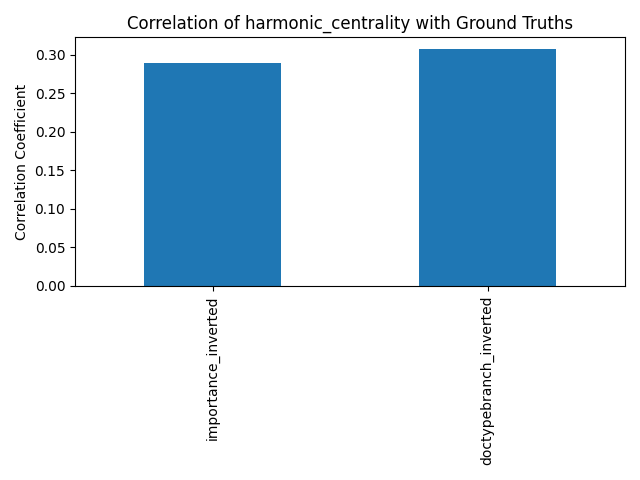 Correlation of harmonic_centrality with Ground Truths
Correlation Coefficient
0.30
0.25
0.20
0.15
0.10
0.05
0.00
importance_inverted
doctypebranch_inverted